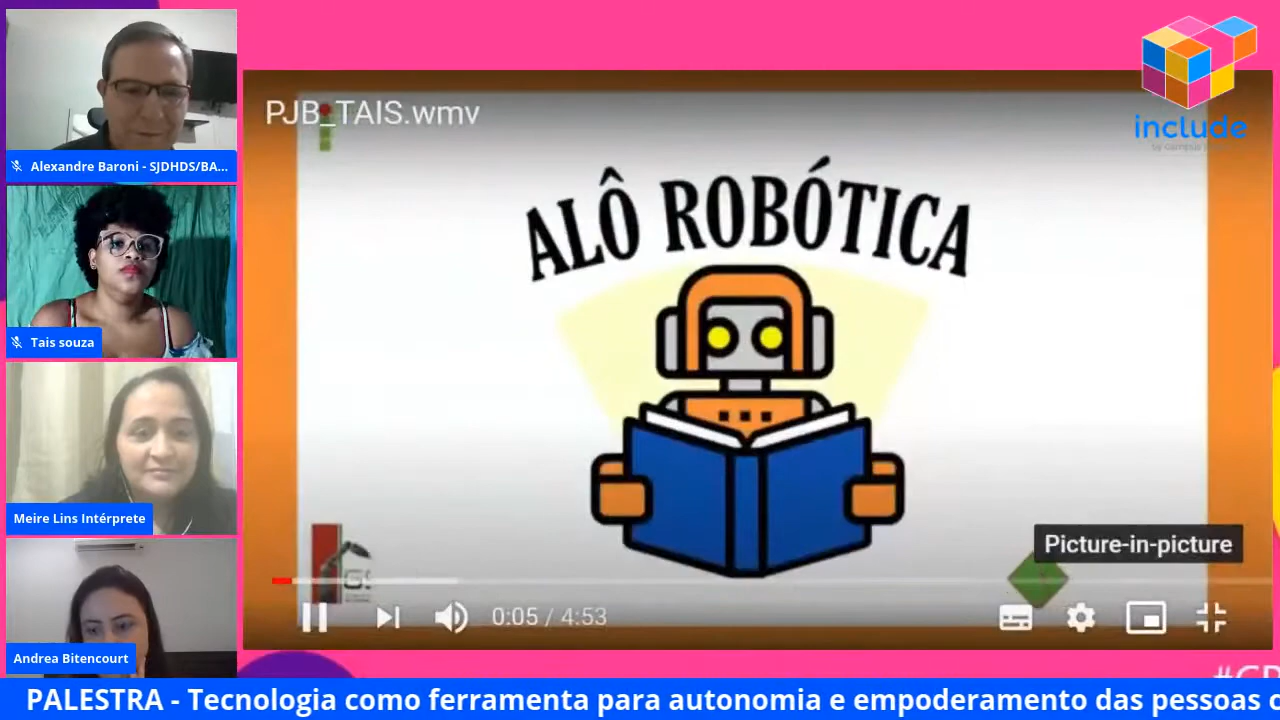 Alexandre Baroni - SJDHDS/BA...
Tais souza
Meire Lins Intérprete
Andrea Bitencourt
PJB_TAIS.wmv
include
ALÔ ROBÓTICA
Picture-in-picture
0:05 / 4:53
PALESTRA - Tecnologia como ferramenta para autonomia e empoderamento das pessoas